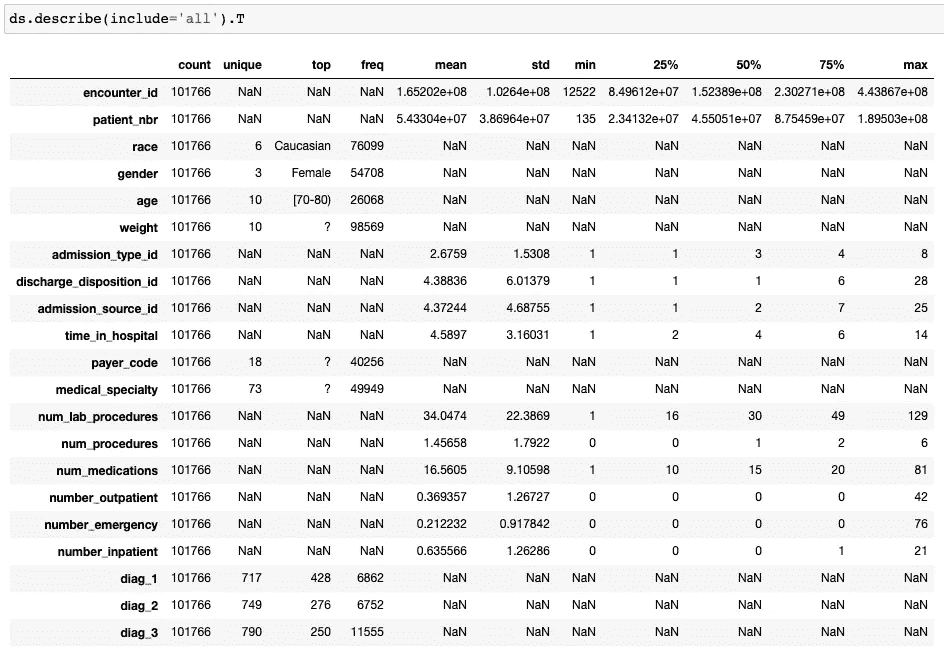 ds.describe(include='all').T
count unique top freq mean std min 25% 50% 75% max
encounter_id 101766 NaN NaN NaN 1.65202e+08 1.0264e+08 12522 8.49612e+07 1.52389e+08 2.30271e+08 4.43867e+08
patient_nbr 101766 NaN NaN NaN 5.43304e+07 3.86964e+07 135 2.34132e+07 4.55051e+07 8.75459e+07 1.89503e+08
race 101766 6 Caucasian 76099 NaN NaN NaN NaN NaN NaN NaN
gender 101766 3 Female 54708 NaN NaN NaN NaN NaN NaN NaN
age 101766 10 [70-80) 26068 NaN NaN NaN NaN NaN NaN NaN
weight 101766 10 ? 98569 NaN NaN NaN NaN NaN NaN NaN
admission_type_id 101766 NaN NaN NaN 2.6759 1.5308 1 1 3 4 8
discharge_disposition_id 101766 NaN NaN NaN 4.38836 6.01379 1 1 1 6 28
admission_source_id 101766 NaN NaN NaN 4.37244 4.68755 1 1 2 7 25
time_in_hospital 101766 NaN NaN NaN 4.5897 3.16031 1 2 4 6 14
payer_code 101766 18 ? 40256 NaN NaN NaN NaN NaN NaN NaN
medical_specialty 101766 73 ? 49949 NaN NaN NaN NaN NaN NaN NaN
num_lab_procedures 101766 NaN NaN NaN 34.0474 22.3869 1 16 30 49 129
num_procedures 101766 NaN NaN NaN 1.45658 1.7922 0 0 1 2 6
num_medications 101766 NaN NaN NaN 16.5605 9.10598 1 10 15 20 81
number_outpatient 101766 NaN NaN NaN 0.369357 1.26727 0 0 0 0 42
number_emergency 101766 NaN NaN NaN 0.212232 0.917842 0 0 0 0 76
number_inpatient 101766 NaN NaN NaN 0.635566 1.26286 0 0 0 1 21
diag_1 101766 717 428 6862 NaN NaN NaN NaN NaN NaN NaN
diag_2 101766 749 276 6752 NaN NaN NaN NaN NaN NaN NaN
diag_3 101766 790 250 11555 NaN NaN NaN NaN NaN NaN NaN